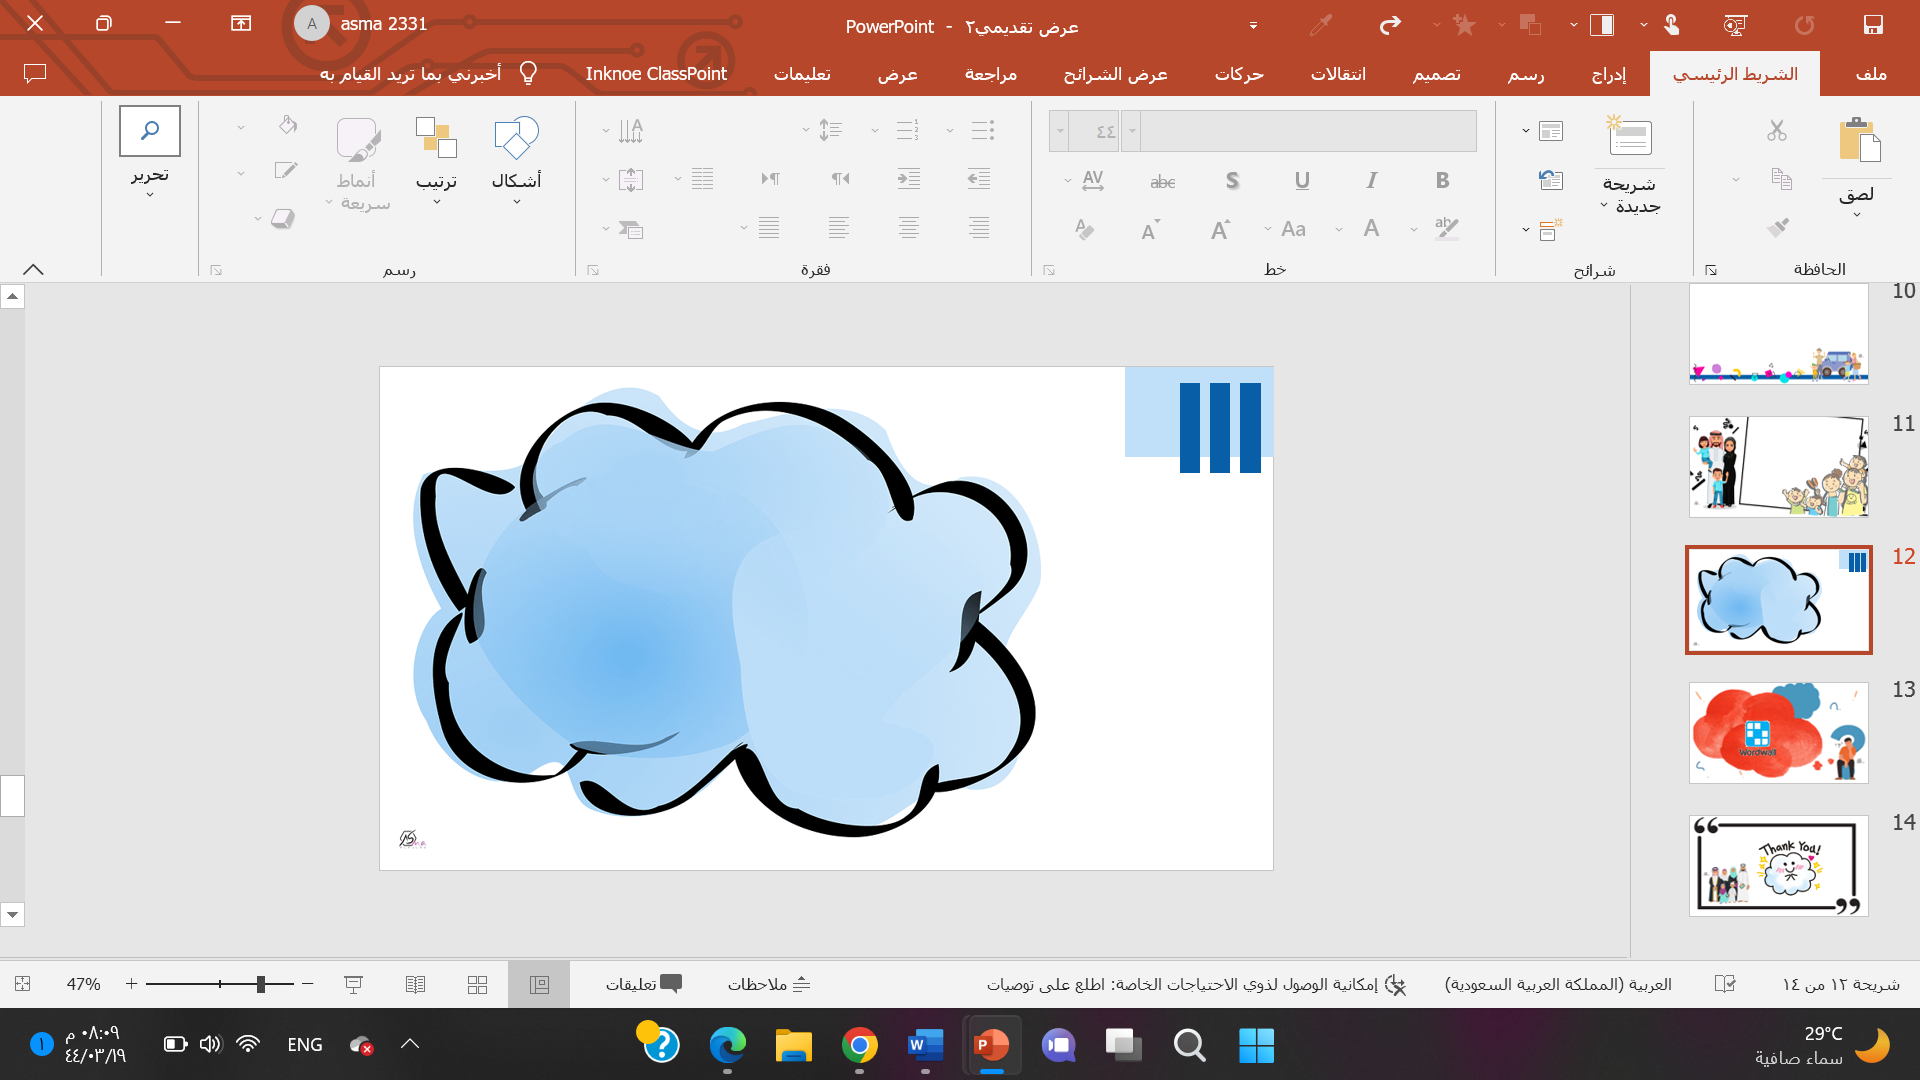 عرض تقديمي٢ - PowerPoint
asma 2331
A
ملف
الشريط الرئيسي
إدراج
رسم
تصميم
انتقالات
حركات
عرض الشرائح
مراجعة
عرض
تعليمات
Inknoe ClassPoint
أخبرني بما تريد القيام به
لصق
الحافظة
شريحة
جديدة
شرائح
٤٤
B
I
U
S
abc
AV
ab
A
Aa
A
A
A
خط
فقرة
أشكال
ترتيب
أنماط
سريعة
رسم
تحرير
10
11
12
13
Wordwall
14
Thank You!
شريحة ١٢ من ١٤
العربية (المملكة العربية السعودية)
إمكانية الوصول لذوي الاحتياجات الخاصة: اطلع على توصيات
ملاحظات
تعليقات
47%
29°C
سماء صافية
ENG
٠٨:٠٩ م
٤٤/٠٣/١٩
١